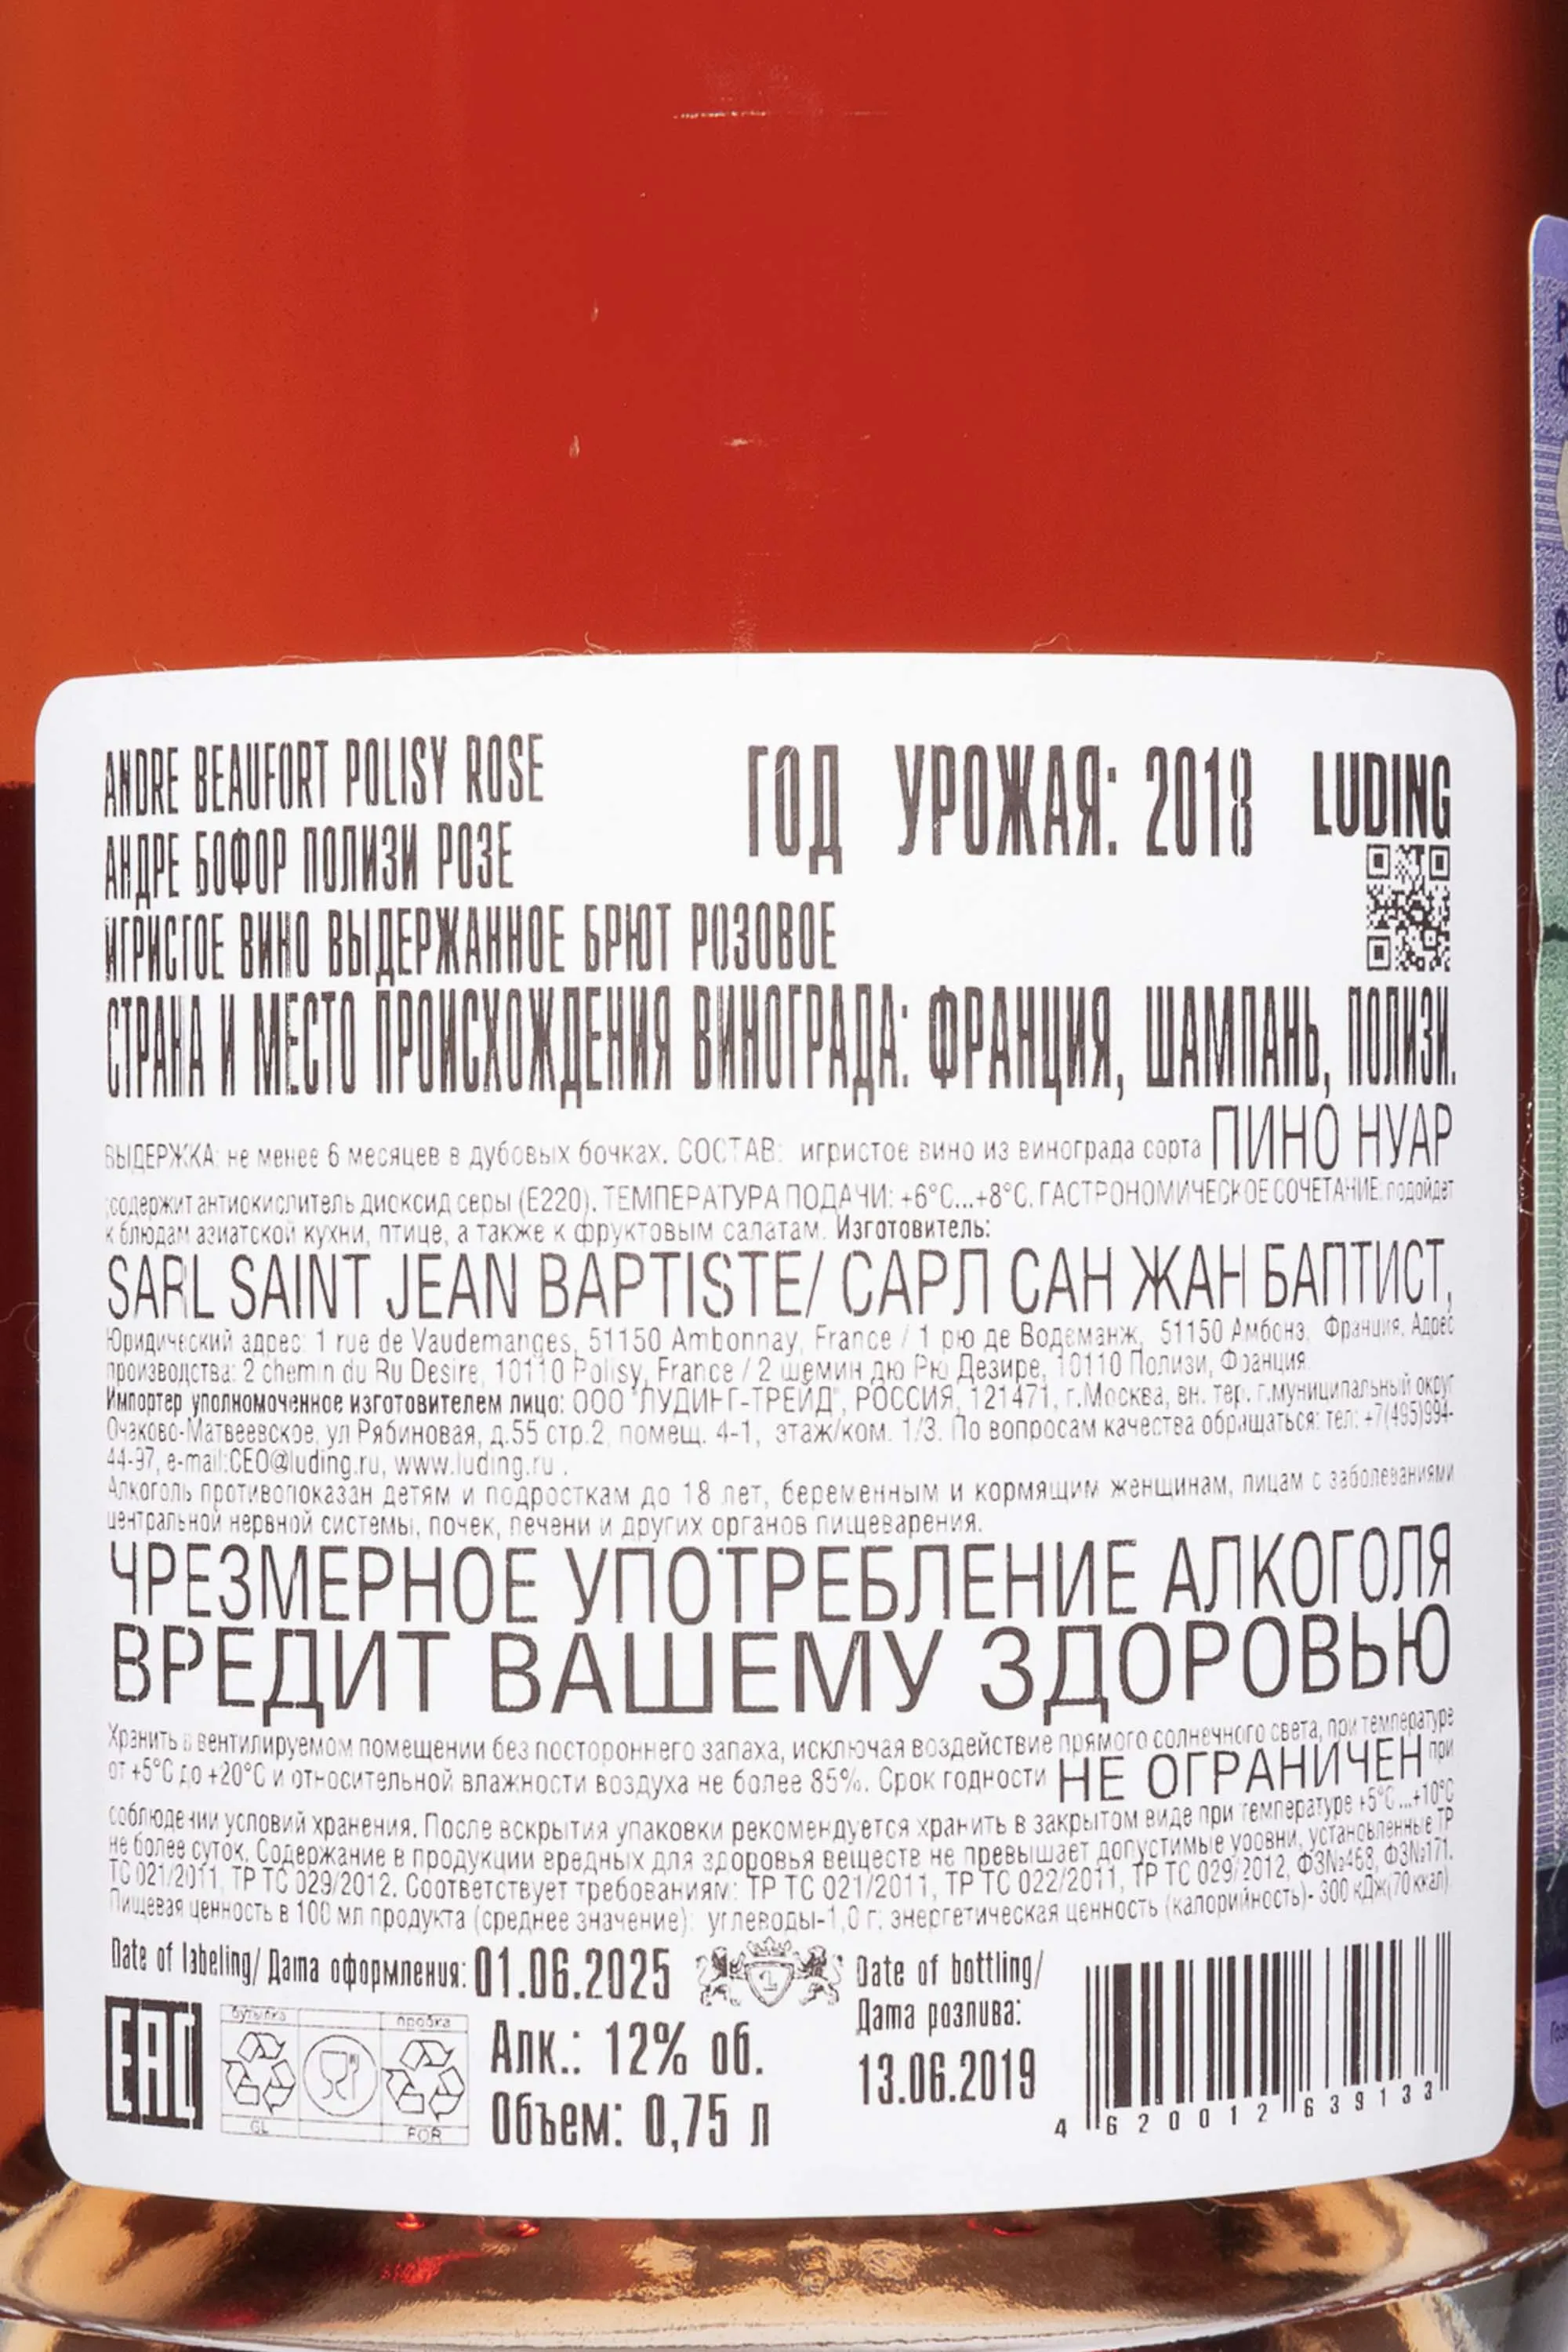 ANDRE BEAUFORT POLISY ROSE
АНДРЕ БОФОР ПОЛИЗИ РОЗЕ
ГОД УРОЖАЯ: 2018
LUDING
ИГРИСТОЕ ВИНО ВЫДЕРЖАННОЕ БРЮТ РОЗОВОЕ
СТРАНА И МЕСТО ПРОИСХОЖДЕНИЯ ВИНОГРАДА: ФРАНЦИЯ, ШАМПАНЬ, ПОЛИЗИ.
ВЫДЕРЖКА: не менее 6 месяцев в дубовых бочках. СОСТАВ: игристое вино из винограда сорта ПИНО НУАР
содержит антиокислитель диоксид серы (Е220). ТЕМПЕРАТУРА ПОДАЧИ: +6°С...+8°С. ГАСТРОНОМИЧЕСКОЕ СОЧЕТАНИЕ: подойдет
к блюдам азиатской кухни, птице, а также к фруктовым салатам. Изготовитель:
SARL SAINT JEAN BAPTISTE/ САРЛ САН ЖАН БАПТИСТ,
Юридический адрес: 1 rue de Vaudemanges, 51150 Ambonnay, France / 1 рю де Водеманж, 51150 Амбонэ, Франция, Адрес
производства: 2 chemin du Ru Desire, 10110 Polisy, France / 2 шемин дю Рю Дезире, 10110 Полизи, Франция
Импортер уполномоченное изготовителем лицо: ООО "ЛУДИНГ-ТРЕЙД", РОССИЯ, 121471, г.Москва, вн. тер. г.муниципальный округ
Очаково-Матвеевское, ул Рябиновая, д.55 стр.2, помещ. 4-1, этаж/ком. 1/3. По вопросам качества обращаться: тел: +7(495)994-
44-97, e-mail:CEO@luding.ru, www.luding.ru .
Алкоголь противопоказан детям и подросткам до 18 лет, беременным и кормящим женщинам, лицам с заболеваниями
центральной нервной системы, почек, печени и других органов пищеварения.
ЧРЕЗМЕРНОЕ УПОТРЕБЛЕНИЕ АЛКОГОЛЯ
ВРЕДИТ ВАШЕМУ ЗДОРОВЬЮ
Хранить в вентилируемом помещении без постороннего запаха, исключая воздействие прямого солнечного света, при температуре
от +5°С до +20°С и относительной влажности воздуха не более 85%. Срок годности НЕ ОГРАНИЧЕН при
соблюдении условий хранения. После вскрытия упаковки рекомендуется хранить в закрытом виде при температуре +5°С...+10°С
не более суток. Содержание в продукции вредных для здоровья веществ не превышает допустимые уровни, установленные ТР
ТС 021/2011, ТР ТС 029/2012. Соответствует требованиям: ТР ТС 021/2011, ТР ТС 022/2011, ТР ТС 029/2012, ФЗ№468, ФЗ№171.
Пищевая ценность в 100 мл продукта (среднее значение): углеводы-1,0 г; энергетическая ценность (калорийность)- 300 кДж(70 ккал)
Date of labeling/ Дата оформления: 01.06.2025
Date of bottling/
Дата розлива:
13.06.2019
EAC
бутылка
пробка
GL
FOR
Алк.: 12% об.
Объем: 0,75 л
4 620012 639133